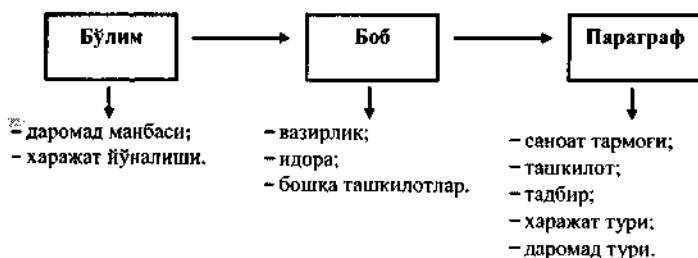 Бўлим
Боб
Параграф
– даромад манбаси;
– харажат йўналиши.
– вазирлик;
– идора;
– бошқа ташкилотлар.
– саноат тармоғи;
– ташкилот;
– тадбир;
– харажат тури;
– даромад тури.